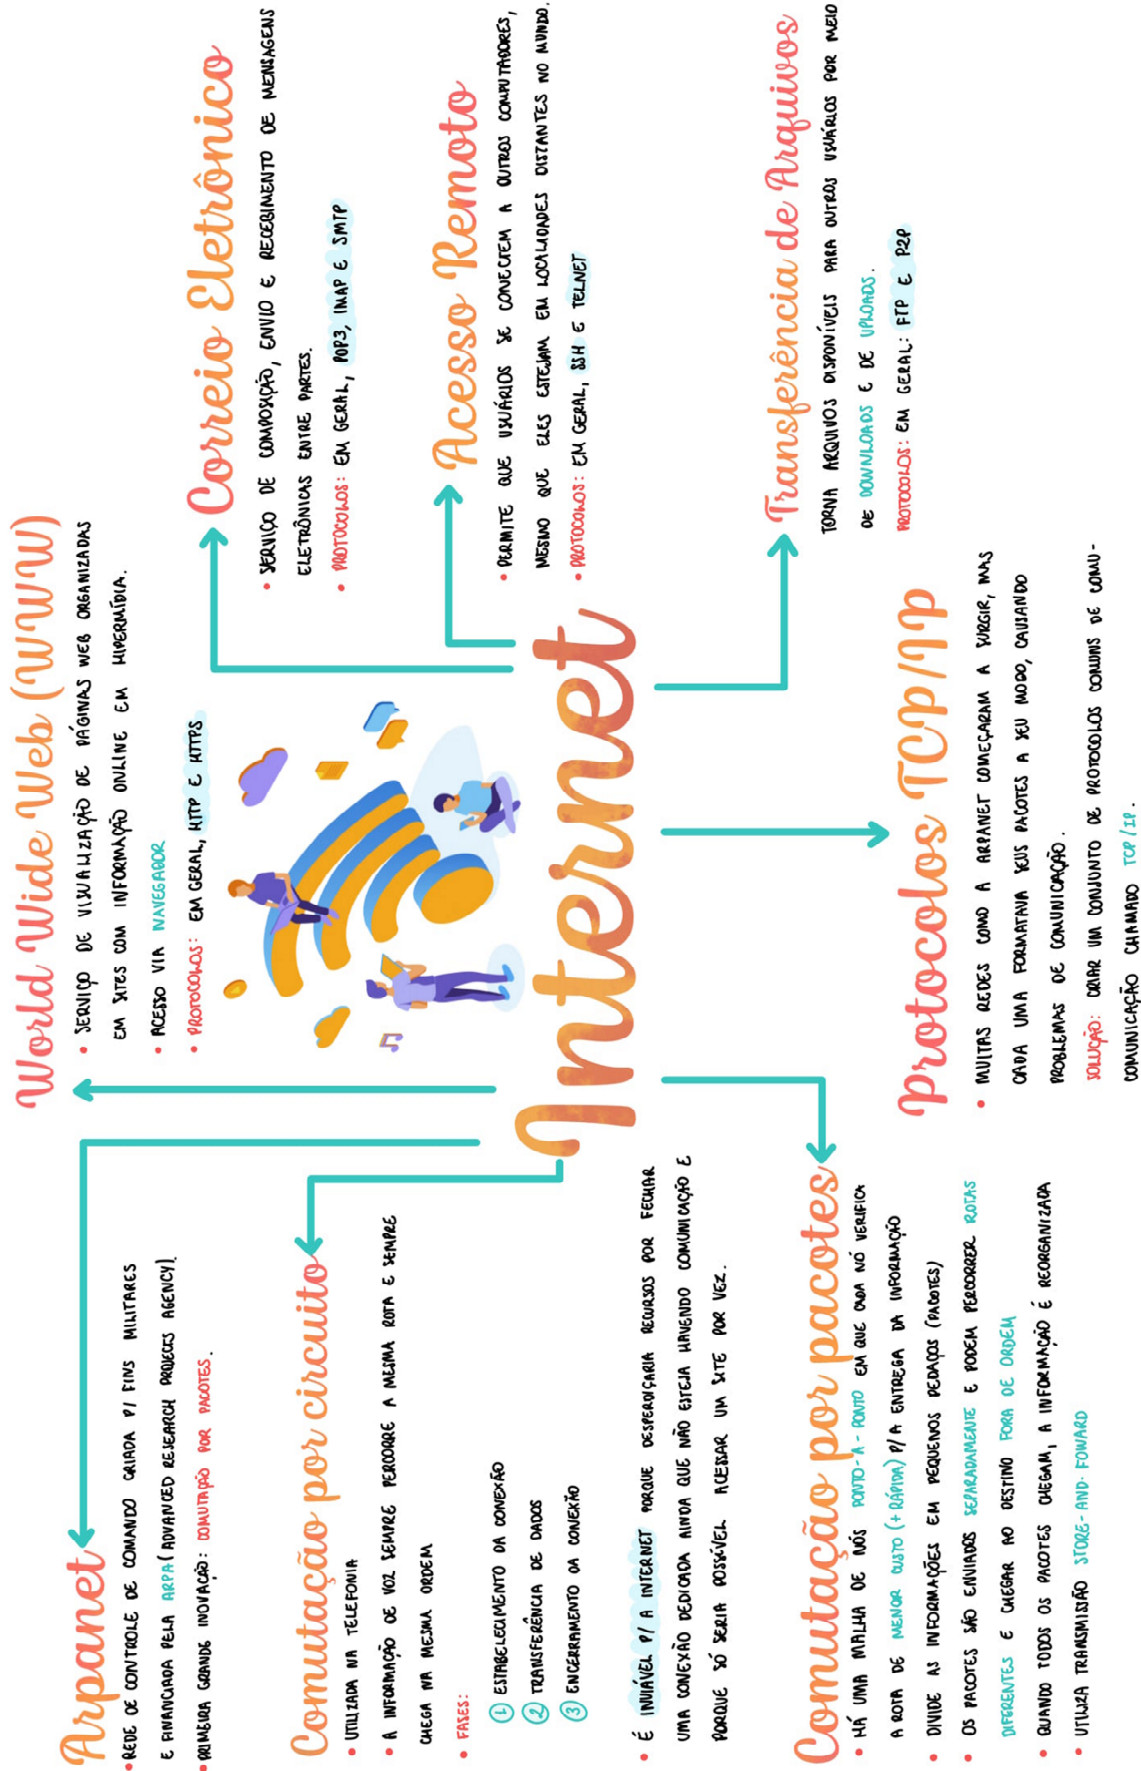 Internet
Arpanet
• REDE DE CONTROLE DE COMANDO CRIADA P/ FINS MILITARES
E FINANCIADA PELA ARPA (ADVANCED RESEARCH PROJECTS AGENCY).
• PRIMEIRA GRANDE INOVAÇÃO: COMUTAÇÃO POR PACOTES.
World Wide Web (WWW)
• SERVIÇO DE VISUALIZAÇÃO DE PÁGINAS WEB ORGANIZADAS
EM SITES COM INFORMAÇÃO ONLINE EM HIPERMÍDIA.
• ACESSO VIA NAVEGADOR
• PROTOCOLOS: EM GERAL, HTTP E HTTPS
Correio Eletrônico
• SERVIÇO DE COMPOSIÇÃO, ENVIO E RECEBIMENTO DE MENSAGENS
ELETRÔNICAS ENTRE PARTES.
• PROTOCOLOS: EM GERAL, POP3, IMAP E SMTP
Comutação por circuito
• UTILIZADA NA TELEFONIA
• A INFORMAÇÃO DE VOZ SEMPRE PERCORRE A MESMA ROTA E SEMPRE
CHEGA NA MESMA ORDEM
• FASES:
① ESTABELECIMENTO DA CONEXÃO
② TRANSFERÊNCIA DE DADOS
③ ENCERRAMENTO DA CONEXÃO
• É INVIÁVEL P/ A INTERNET PORQUE DESPERDIÇARIA RECURSOS POR FECHAR
UMA CONEXÃO DEDICADA AINDA QUE NÃO ESTEJA HAVENDO COMUNICAÇÃO E
PORQUE SÓ SERIA POSSÍVEL ACESSAR UM SITE POR VEZ.
Acesso Remoto
• PERMITE QUE USUÁRIOS SE CONECTEM A OUTROS COMPUTADORES,
MESMO QUE ELES ESTEJAM EM LOCALIDADES DISTANTES NO MUNDO.
• PROTOCOLOS: EM GERAL, SSH E TELNET
Comutação por pacotes
• HÁ UMA MALHA DE NÓS PONTO-A-PONTO EM QUE CADA NÓ VERIFICA
A ROTA DE MENOR CUSTO (+ RÁPIDA) P/ A ENTREGA DA INFORMAÇÃO
• DIVIDE AS INFORMAÇÕES EM PEQUENOS PEDAÇOS (PACOTES)
• OS PACOTES SÃO ENVIADOS SEPARADAMENTE E PODEM PERCORRER ROTAS
DIFERENTES E CHEGAR AO DESTINO FORA DE ORDEM
• QUANDO TODOS OS PACOTES CHEGAM, A INFORMAÇÃO É REORGANIZADA
• UTILIZA TRANSMISSÃO STORE-AND-FOWARD
Protocolos TCP/IP
• MUITAS REDES COMO A ARPANET COMEÇARAM A SURGIR, MAS
CADA UMA FORMATAVA SEUS PACOTES A SEU MODO, CAUSANDO
PROBLEMAS DE COMUNICAÇÃO.
SOLUÇÃO: CRIAR UM CONJUNTO DE PROTOCOLOS COMUNS DE COMU-
COMUNICAÇÃO CHAMADO TCP/IP.
Transferência de Arquivos
TORNA ARQUIVOS DISPONÍVEIS PARA OUTROS USUÁRIOS POR MEIO
DE DOWNLOADS E DE UPLOADS.
PROTOCOLOS: EM GERAL: FTP E P2P